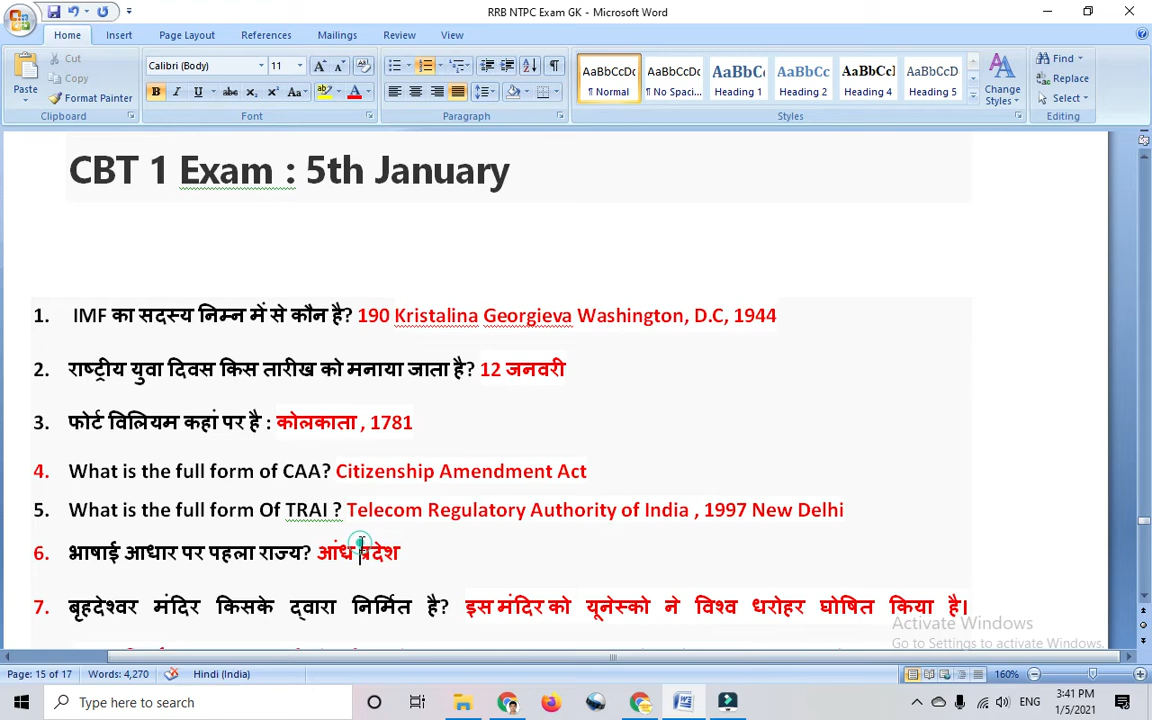 RRB NTPC Exam GK - Microsoft Word
Home Insert Page Layout References Mailings Review View
Cut
Copy
Format Painter
Paste
Calibri (Body) 11
AaBbCcDc AaBbCcDc AaBbC AaBbCc AaBbCcI AaBbCcD
¶ Normal ¶ No Spaci... Heading 1 Heading 2 Heading 4 Heading 5
Change
Styles
Find
Replace
Select
Clipboard Font Paragraph Styles Editing
CBT 1 Exam : 5th January
1. IMF का सदस्य निम्न में से कौन है? 190 Kristalina Georgieva Washington, D.C, 1944
2. राष्ट्रीय युवा दिवस किस तारीख को मनाया जाता है? 12 जनवरी
3. फोर्ट विलियम कहां पर है : कोलकाता , 1781
4. What is the full form of CAA? Citizenship Amendment Act
5. What is the full form Of TRAI ? Telecom Regulatory Authority of India , 1997 New Delhi
6. भाषाई आधार पर पहला राज्य? आंध्र प्रदेश
7. बृहदेश्वर मंदिर किसके द्वारा निर्मित है? इस मंदिर को यूनेस्को ने विश्व धरोहर घोषित किया है।
Activate Windows
Go to Settings to activate Windows.
Page: 15 of 17 Words: 4,270 Hindi (India) 160%
Type here to search
ENG
3:41 PM
1/5/2021